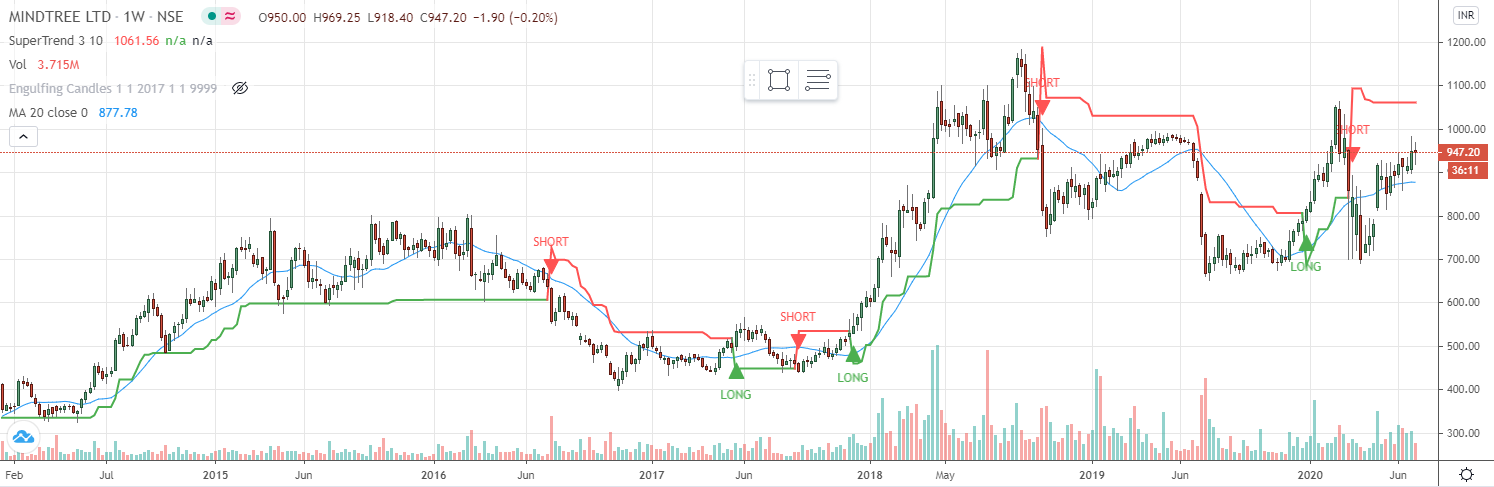 MINDTREE LTD · 1W · NSE O950.00 H969.25 L918.40 C947.20 −1.90 (−0.20%) INR
SuperTrend 3 10 1061.56 n/a n/a
Vol 3.715M
Engulfing Candles 1 1 2017 1 1 9999
MA 20 close 0 877.78
1200.00
SHORT
1100.00
SHORT
1000.00
947.20
36:11
800.00
SHORT
LONG
700.00
600.00
SHORT
500.00
LONG
LONG
400.00
300.00
Feb Jul 2015 Jun 2016 Jun 2017 Jun 2018 May 2019 Jun 2020 Jun